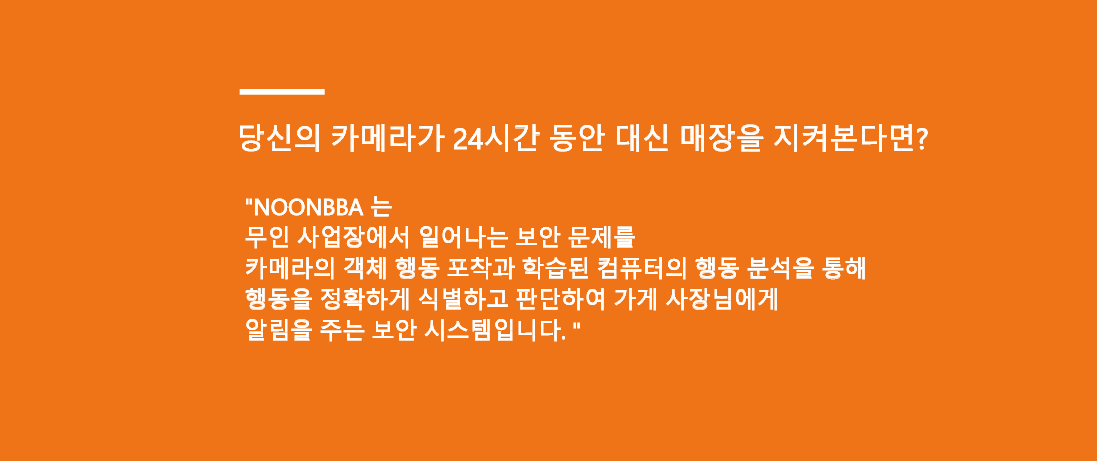 당신의 카메라가 24시간 동안 대신 매장을 지켜본다면?
"NOONBBA 는
무인 사업장에서 일어나는 보안 문제를
카메라의 객체 행동 포착과 학습된 컴퓨터의 행동 분석을 통해
행동을 정확하게 식별하고 판단하여 가게 사장님에게
알림을 주는 보안 시스템입니다. "